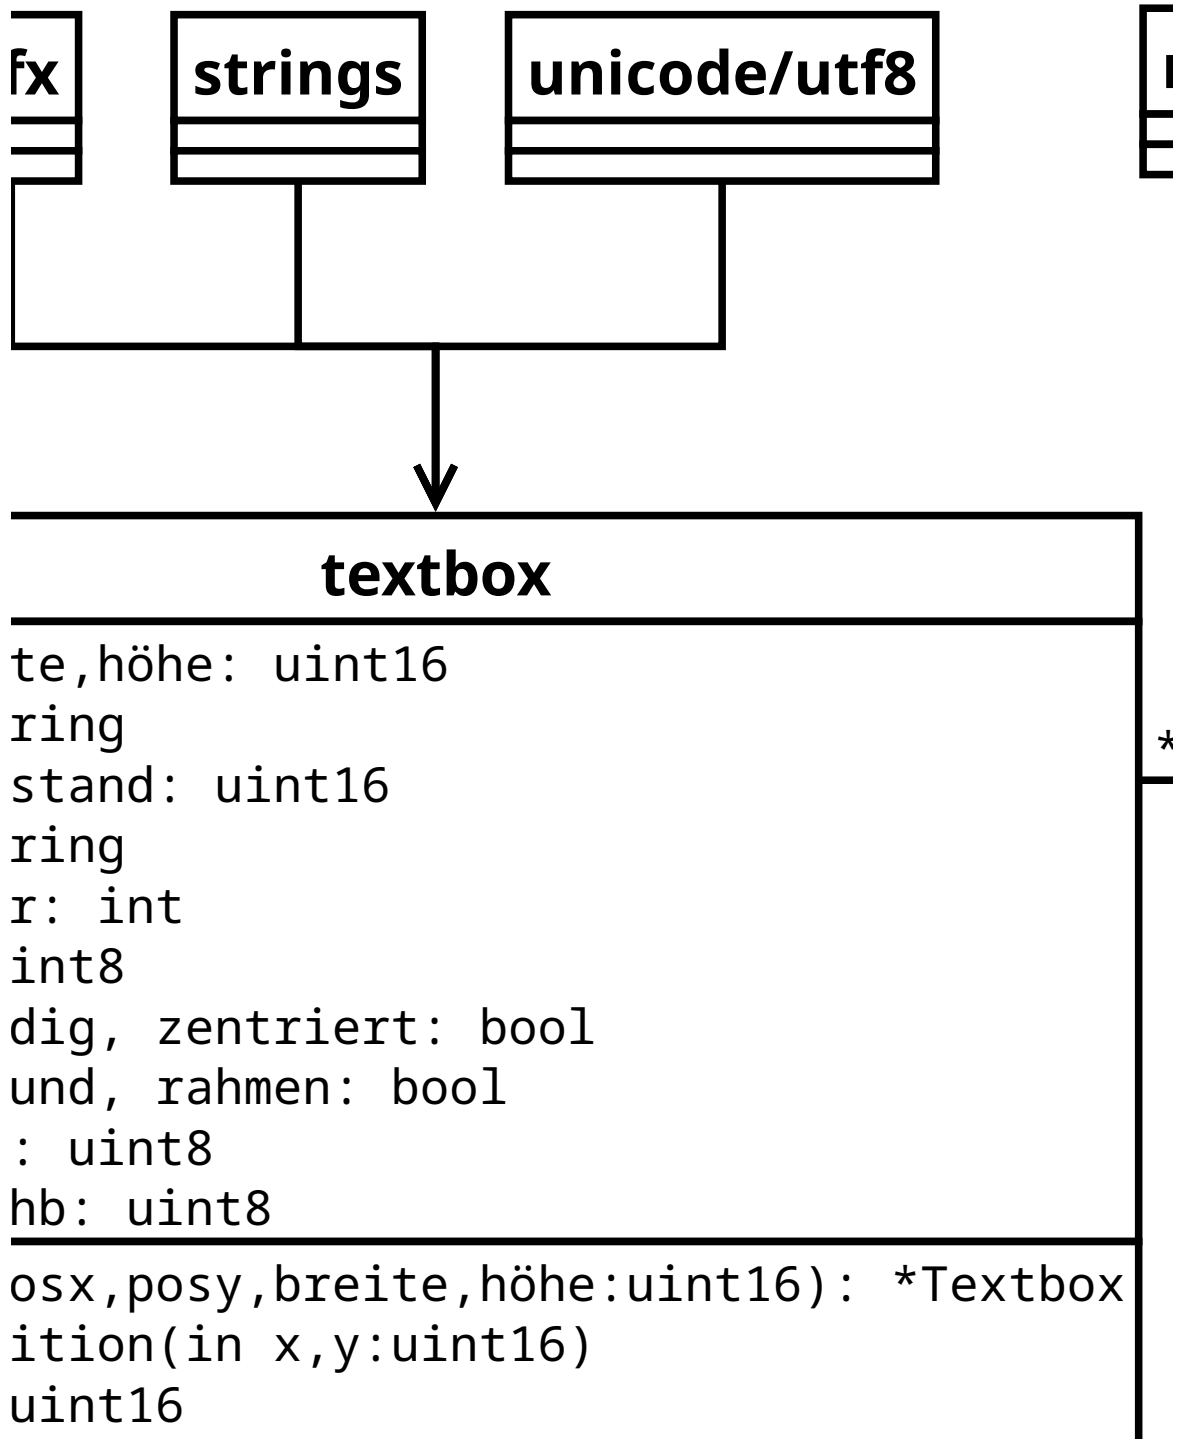 fx strings unicode/utf8
textbox
te,höhe: uint16
ring
*
stand: uint16
ring
r: int
int8
dig, zentriert: bool
und, rahmen: bool
: uint8
hb: uint8
osx,posy,breite,höhe:uint16): *Textbox
ition(in x,y:uint16)
uint16